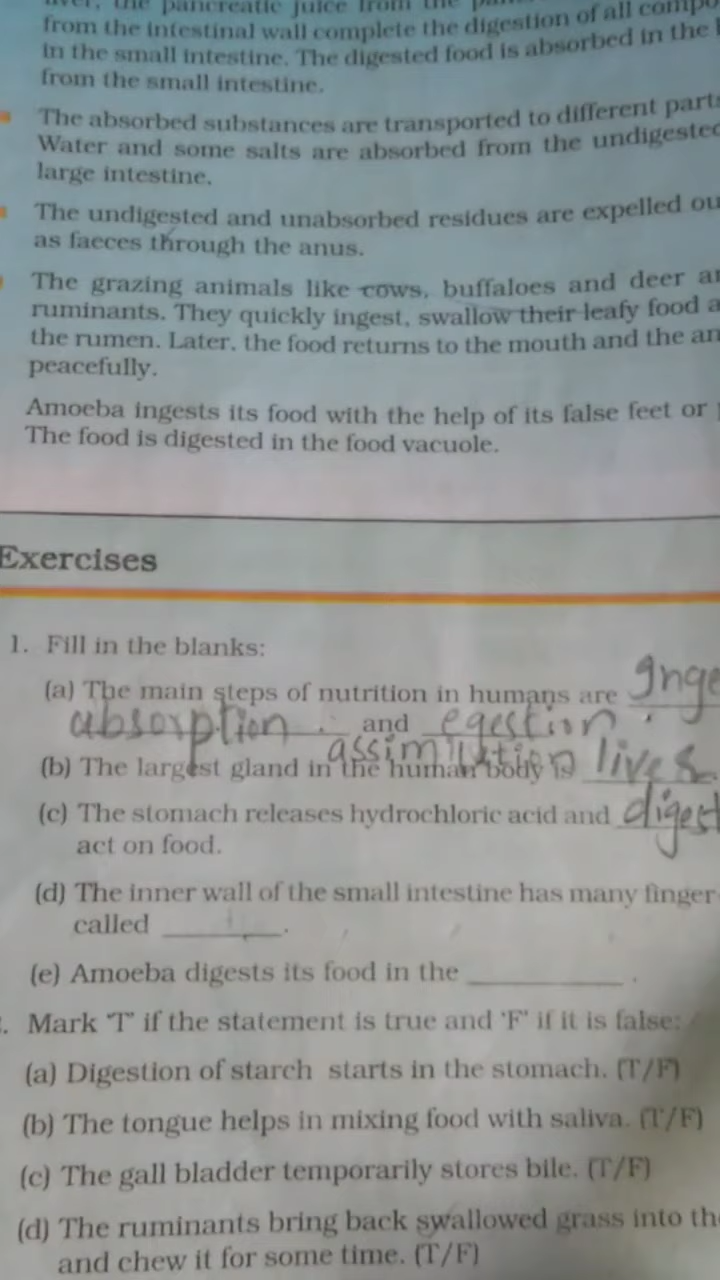 the pancreatic juice from the
from the intestinal wall complete the digestion of all
in the small intestine. The digested food is absorbed in the
from the small intestine.
The absorbed substances are transported to different parts
Water and some salts are absorbed from the undigested
large intestine.
The undigested and unabsorbed residues are expelled
as faeces through the anus.
The grazing animals like cows, buffaloes and deer
ruminants. They quickly ingest, swallow their leafy food
the rumen. Later, the food returns to the mouth and the
peacefully.
Amoeba ingests its food with the help of its false feet or
The food is digested in the food vacuole.
Exercises
1. Fill in the blanks:
(a) The main steps of nutrition in humans are Inge
absorption and egestion.
assimilation
(b) The largest gland in the human body is liver.
(c) The stomach releases hydrochloric acid and digest
act on food.
(d) The inner wall of the small intestine has many finger-
called ________.
(e) Amoeba digests its food in the __________ .
. Mark 'T' if the statement is true and 'F' if it is false:
(a) Digestion of starch starts in the stomach. (T/F)
(b) The tongue helps in mixing food with saliva. (T/F)
(c) The gall bladder temporarily stores bile. (T/F)
(d) The ruminants bring back swallowed grass into
and chew it for some time. (T/F)